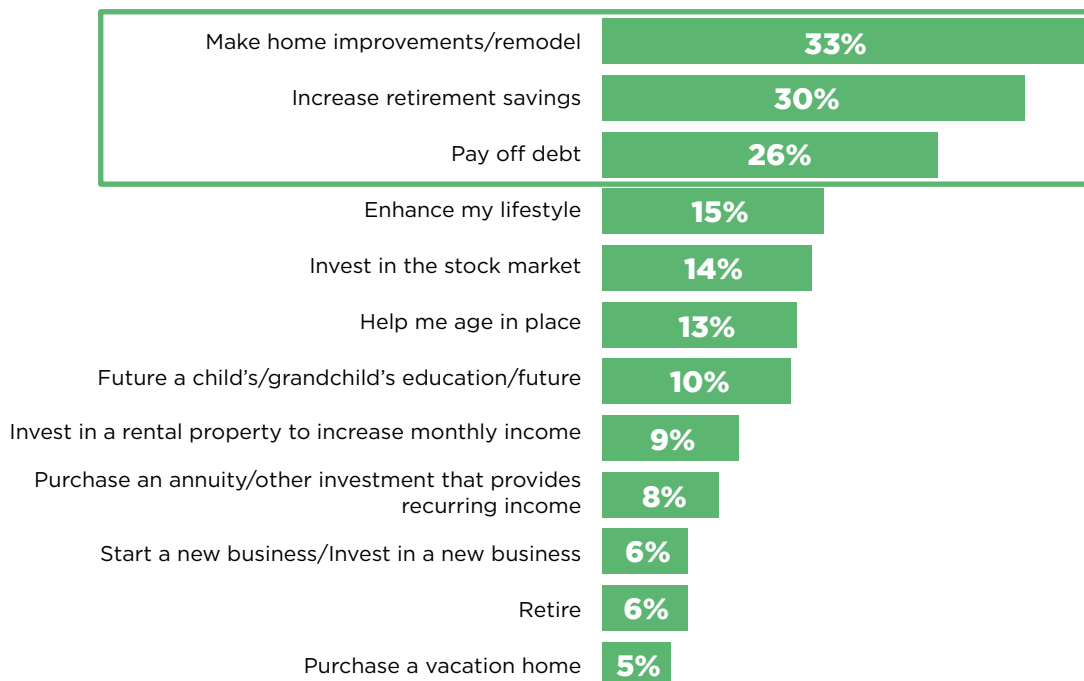 Make home improvements/remodel 33%
Increase retirement savings 30%
Pay off debt 26%
Enhance my lifestyle 15%
Invest in the stock market 14%
Help me age in place 13%
Future a child’s/grandchild’s education/future 10%
Invest in a rental property to increase monthly income 9%
Purchase an annuity/other investment that provides
recurring income 8%
Start a new business/Invest in a new business 6%
Retire 6%
Purchase a vacation home 5%